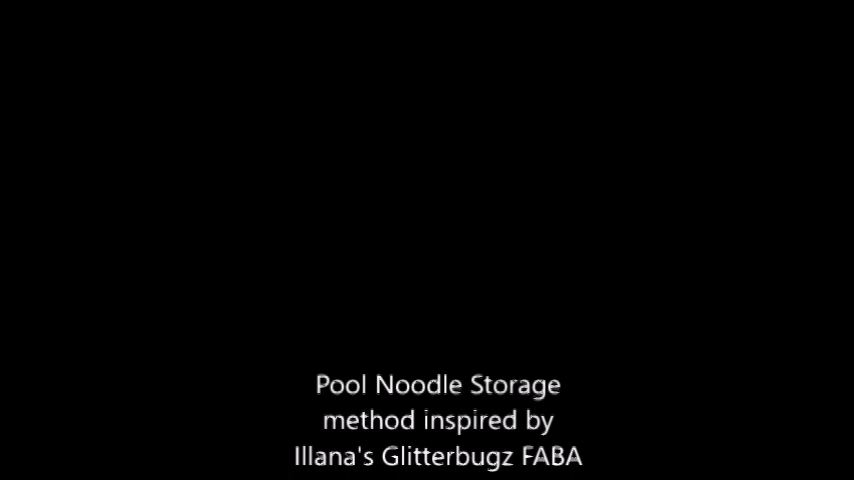 Pool Noodle Storage
method inspired by
Illana's Glitterbugz FABA